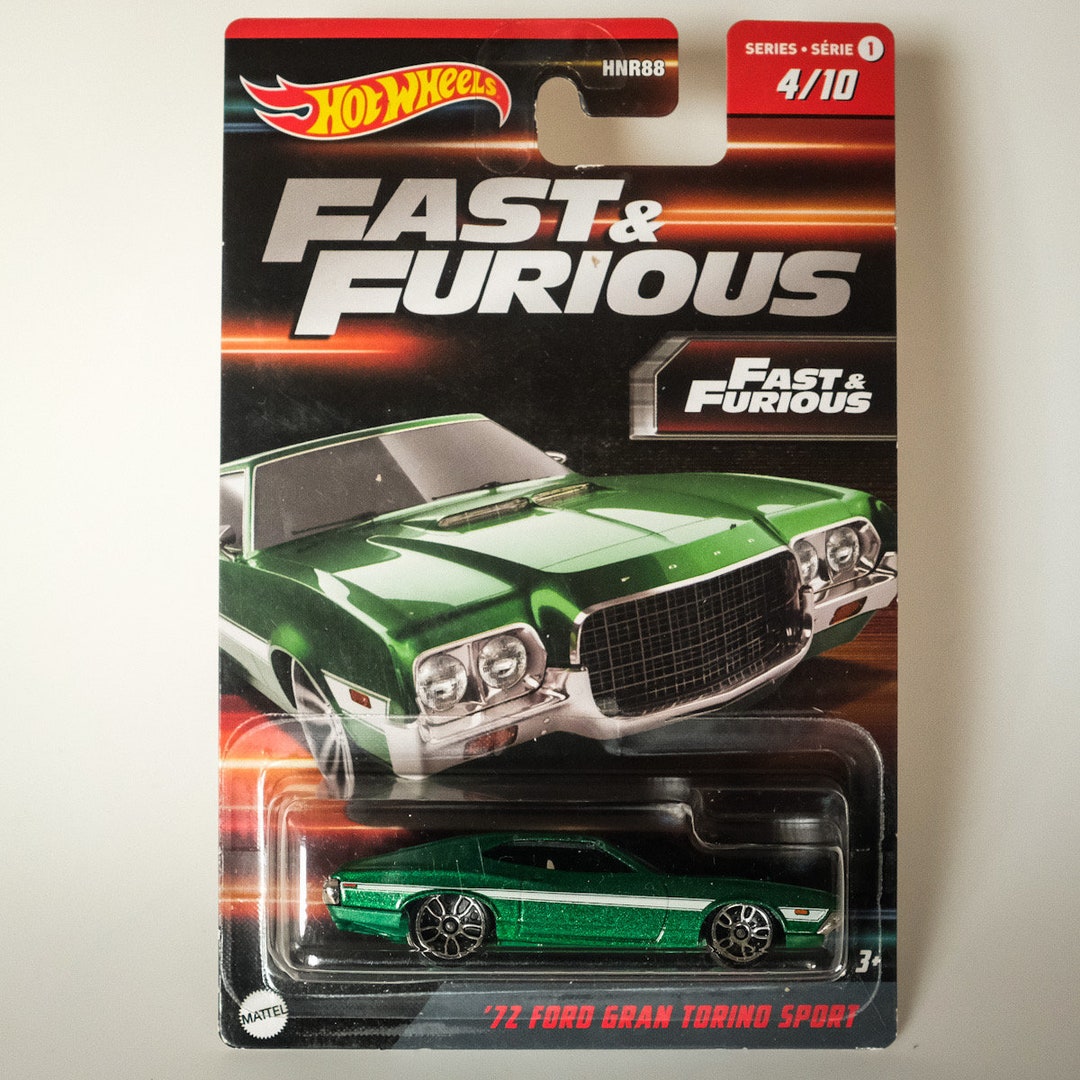 HOT WHEELS
HNR88
SERIES • SÉRIE 1
4/10
FAST &
FURIOUS
FAST &
FURIOUS
FORD
3+
MATTEL
'72 FORD GRAN TORINO SPORT